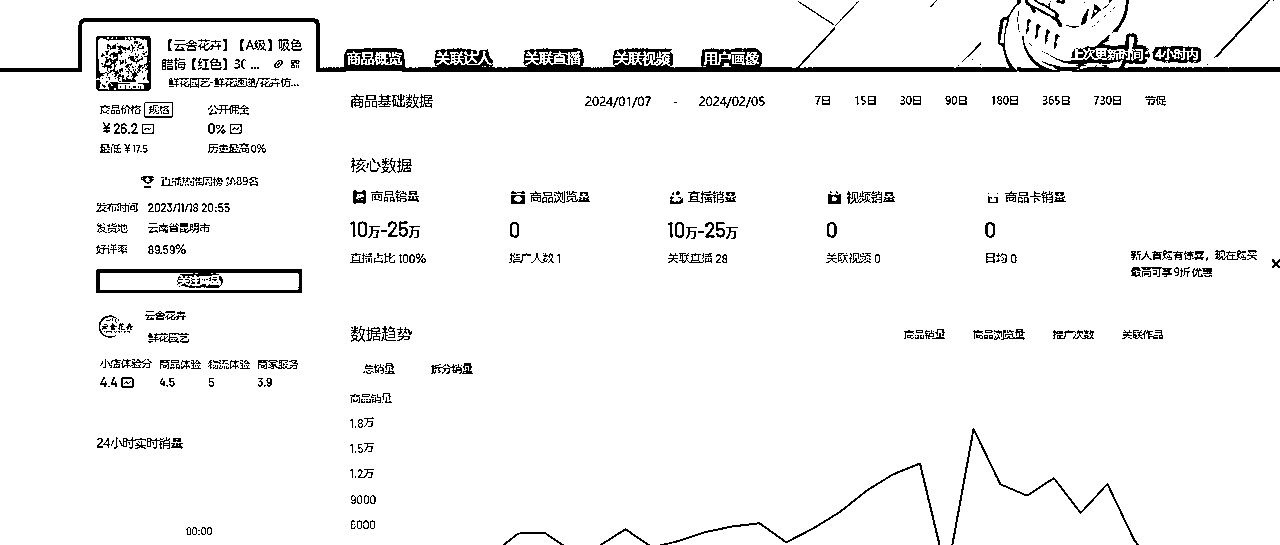 【云舍花卉】【A级】吸色
腊梅【红色】3( ...
鲜花园艺-鲜花速递/花卉仿...
商品价格 规格 公开佣金
¥26.2 0%
最低 ¥17.5 历史最高0%
直播热推周榜 第89名
发布时间 2023/11/18 20:55
发货地 云南省昆明市
好评率 89.59%
关注商品
云舍花卉
云舍花卉
鲜花园艺
小店体验分 商品体验 物流体验 商家服务
4.4 4.5 5 3.9
24小时实时销量
00:00
商品概览 关联达人 关联直播 关联视频 用户画像
上次更新时间: 4小时内
商品基础数据 2024/01/07 - 2024/02/05 7日 15日 30日 90日 180日 365日 730日 节促
核心数据
商品销量 商品浏览量 直播销量 视频销量 商品卡销量
10万-25万 0 10万-25万 0 0
直播占比 100% 推广人数 1 关联直播 28 关联视频 0 日均 0
新人首购有惊喜，现在购买
最高可享9折优惠
数据趋势 商品销量 商品浏览量 推广次数 关联作品
总销量 拆分销量
商品销量
1.8万
1.5万
1.2万
9000
6000